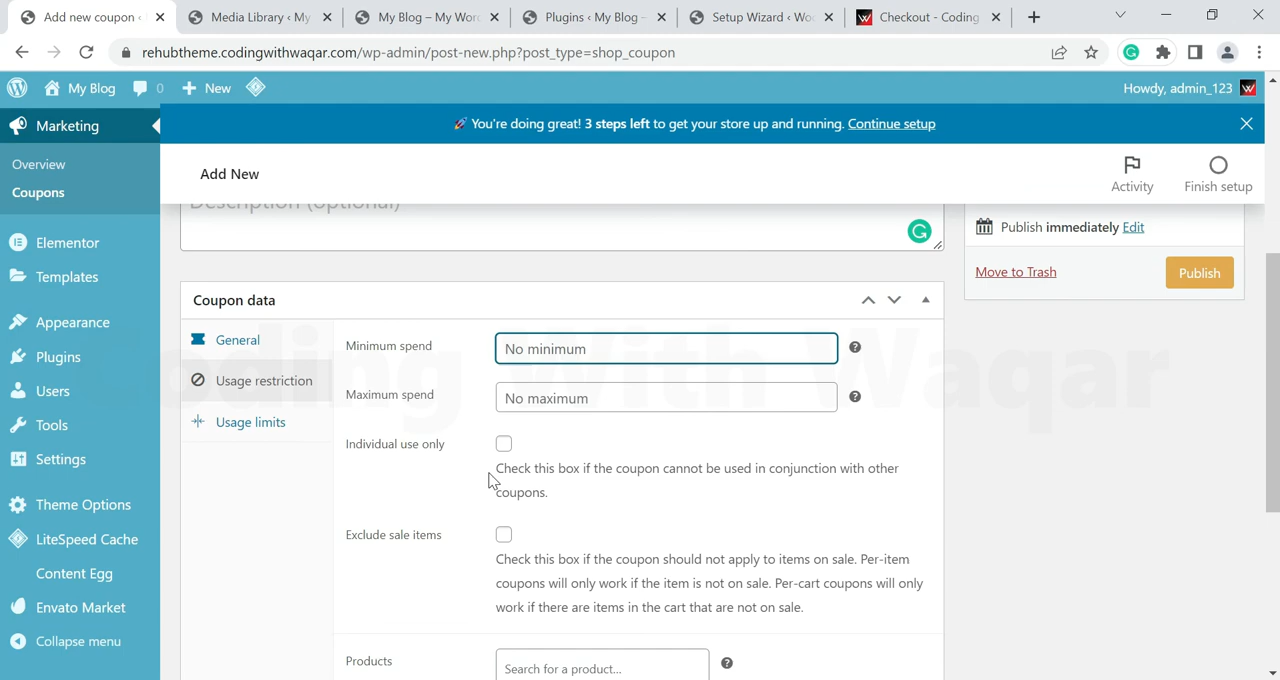 Add new coupon ‹
Media Library ‹ My
My Blog – My Wor
Plugins ‹ My Blog -
Setup Wizard ‹ Wo
Checkout - Coding
rehubtheme.codingwithwaqar.com/wp-admin/post-new.php?post_type=shop_coupon
My Blog
0
New
Howdy, admin_123
Marketing
🚀 You're doing great! 3 steps left to get your store up and running. Continue setup
Overview
Coupons
Add New
Activity
Finish setup
Description (optional)
Publish immediately Edit
Move to Trash
Publish
Elementor
Templates
Appearance
Plugins
Users
Tools
Settings
Theme Options
LiteSpeed Cache
Content Egg
Envato Market
Collapse menu
Coupon data
General
Usage restriction
Usage limits
Minimum spend
No minimum
Maximum spend
No maximum
Individual use only
Check this box if the coupon cannot be used in conjunction with other
coupons.
Exclude sale items
Check this box if the coupon should not apply to items on sale. Per-item
coupons will only work if the item is not on sale. Per-cart coupons will only
work if there are items in the cart that are not on sale.
Products
Search for a product...
Coding With Waqar